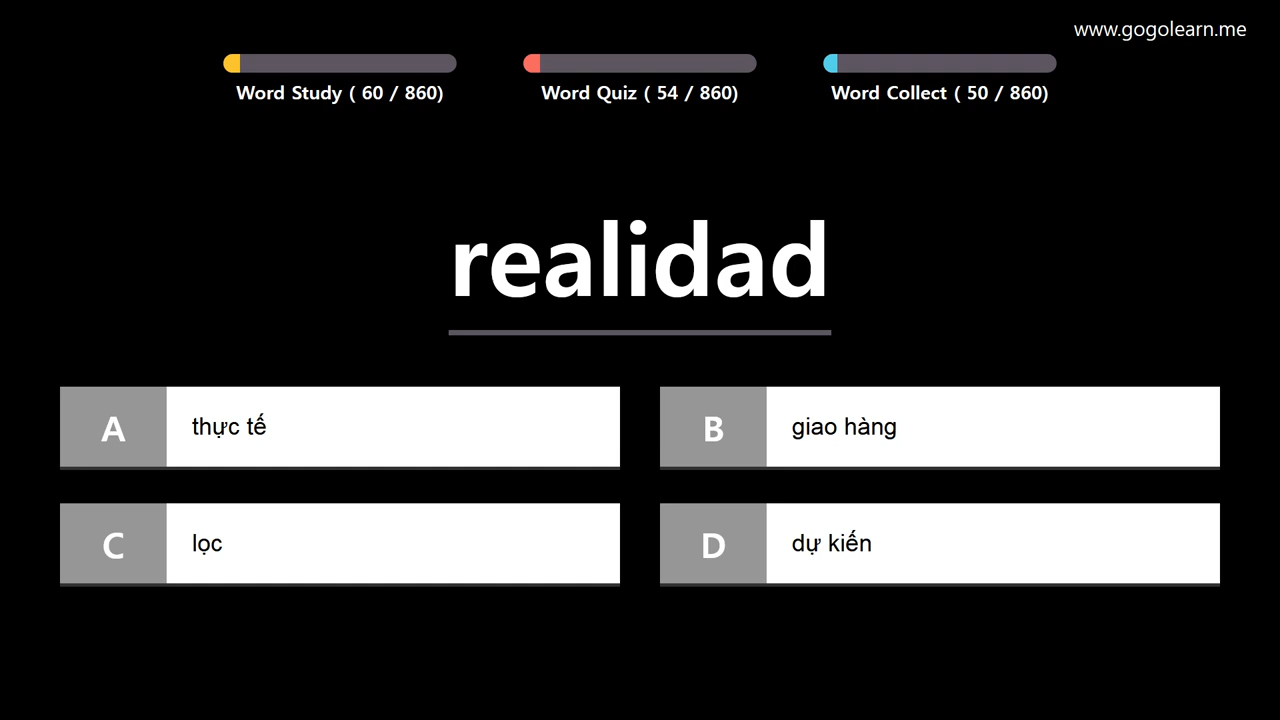 www.gogolearn.me
Word Study ( 60 / 860)
Word Quiz ( 54 / 860)
Word Collect ( 50 / 860)
realidad
A
thực tế
B
giao hàng
C
lọc
D
dự kiến